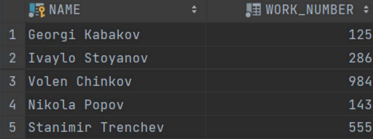 NAME WORK_NUMBER
1 Georgi Kabakov 125
2 Ivaylo Stoyanov 286
3 Volen Chinkov 984
4 Nikola Popov 143
5 Stanimir Trenchev 555